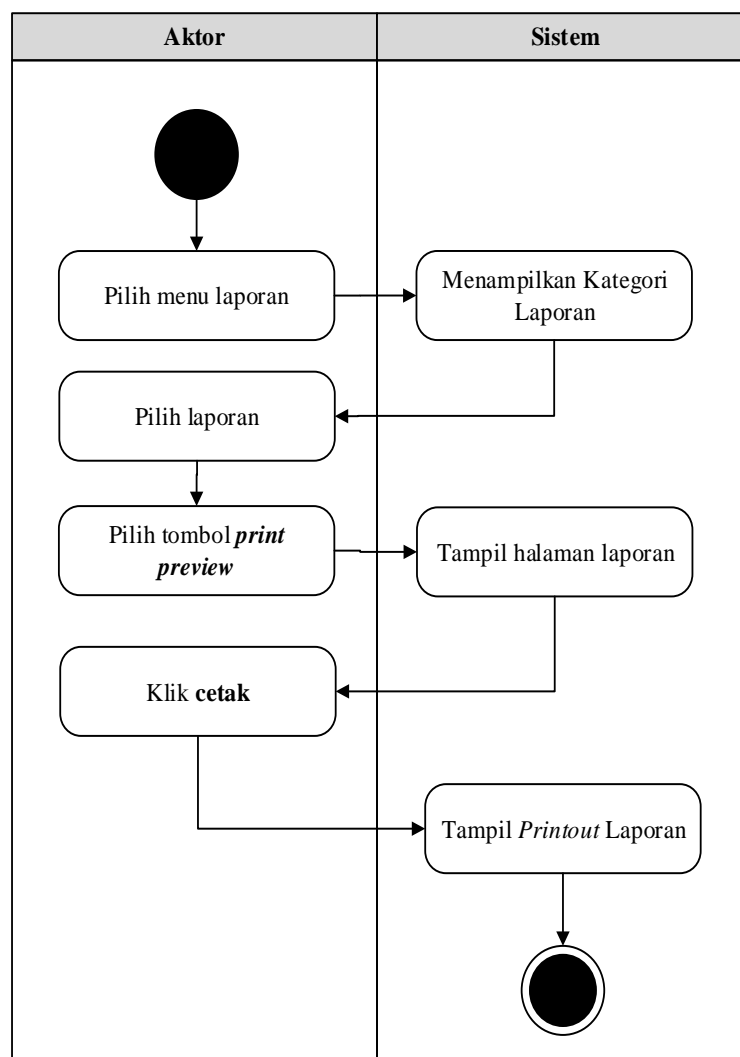 Aktor
Sistem
Pilih menu laporan
Menampilkan Kategori
Laporan
Pilih laporan
Pilih tombol print
preview
Tampil halaman laporan
Klik cetak
Tampil Printout Laporan